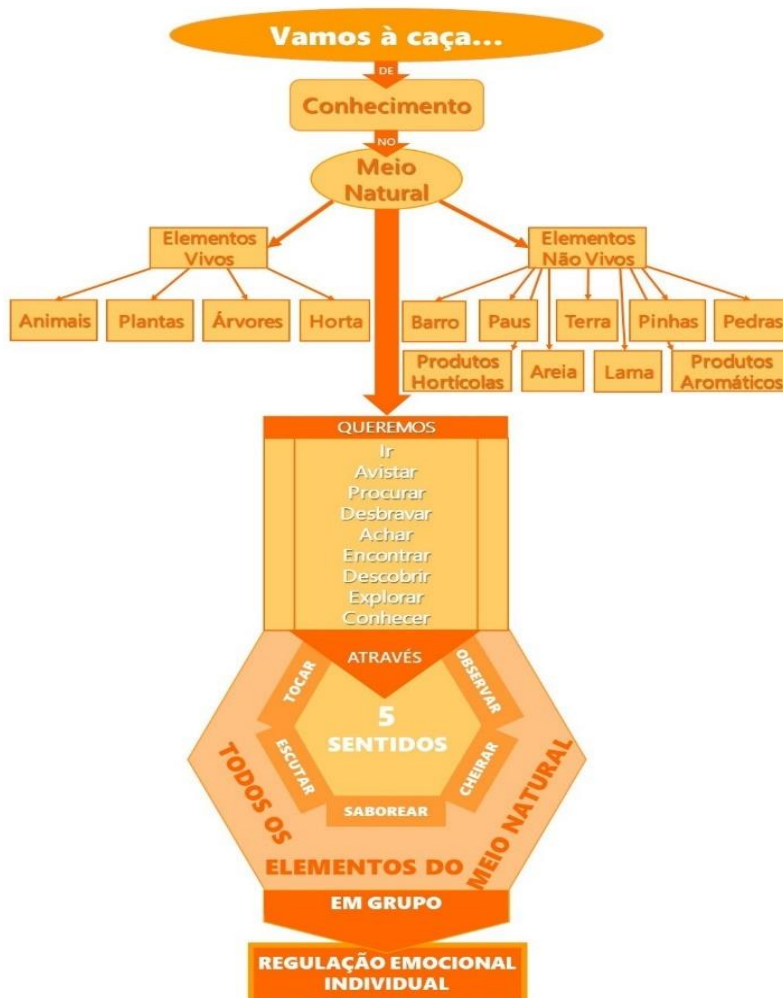 Vamos à caça...
DE
Conhecimento
NO
Meio
Natural
Elementos
Vivos
Elementos
Não Vivos
Animais
Plantas
Árvores
Horta
Barro
Paus
Terra
Pinhas
Pedras
Produtos
Hortícolas
Areia
Lama
Produtos
Aromáticos
QUEREMOS
Ir
Avistar
Procurar
Desbravar
Achar
Encontrar
Descobrir
Explorar
Conhecer
ATRAVÉS
TOCAR
OBSERVAR
5
SENTIDOS
ESCUTAR
CHEIRAR
SABOREAR
TODOS OS
ELEMENTOS DO
MEIO NATURAL
EM GRUPO
REGULAÇÃO EMOCIONAL
INDIVIDUAL